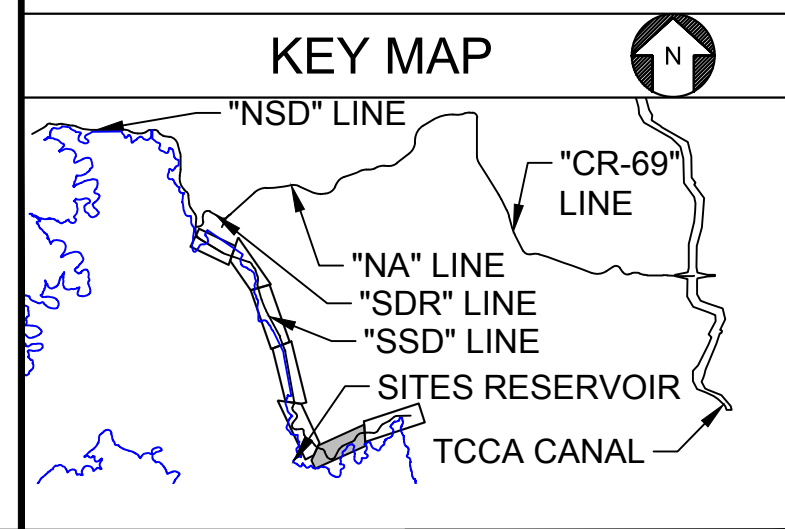 KEY MAP
N
"NSD" LINE
"CR-69"
LINE
"NA" LINE
"SDR" LINE
"SSD" LINE
SITES RESERVOIR
TCCA CANAL